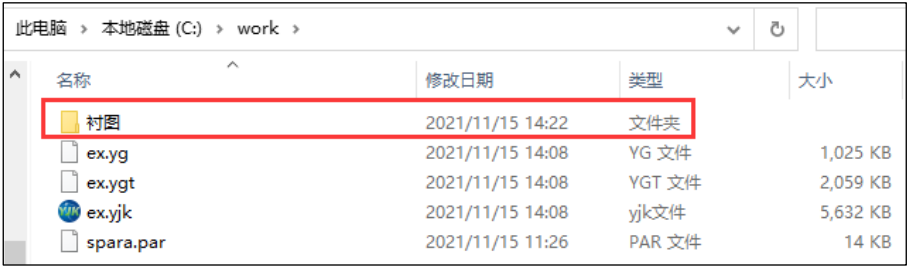 此电脑 › 本地磁盘 (C:) › work ›
名称 修改日期 类型 大小
衬图 2021/11/15 14:22 文件夹
ex.yg 2021/11/15 14:08 YG 文件 1,025 KB
ex.ygt 2021/11/15 14:08 YGT 文件 2,059 KB
YJK ex.yjk 2021/11/15 14:08 yjk文件 5,632 KB
spara.par 2021/11/15 11:26 PAR 文件 14 KB